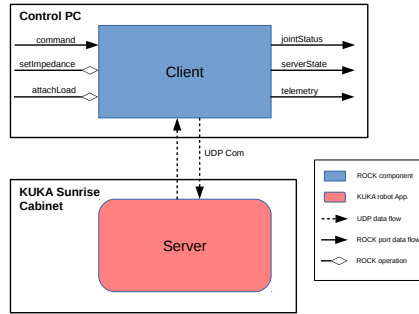 Control PC
command
setImpedance
attachLoad
Client
jointStatus
serverState
telemetry
UDP Com
KUKA Sunrise
Cabinet
Server
ROCK component
KUKA robot App.
UDP data flow
ROCK port data flow
ROCK operation